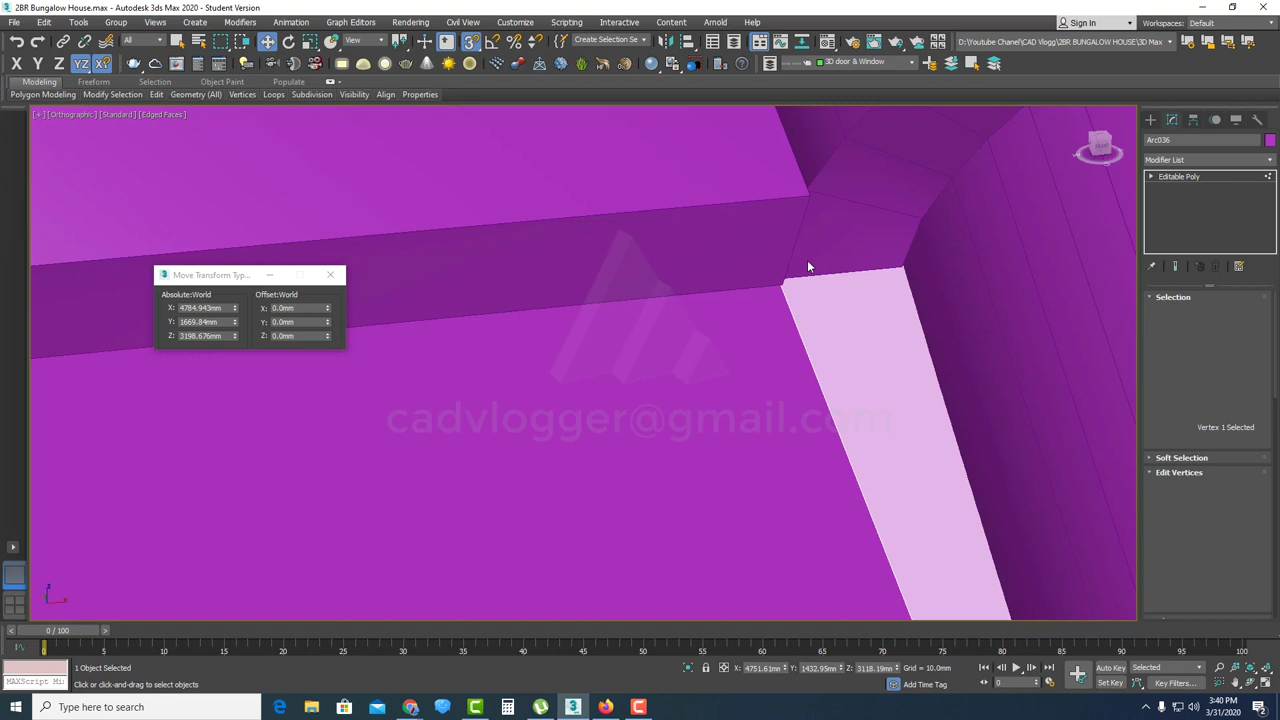 2BR Bungalow House.max - Autodesk 3ds Max 2020 - Student Version
File Edit Tools Group Views Create Modifiers Animation Graph Editors Rendering Civil View Customize Scripting Interactive Content Arnold Help Sign In Workspaces: Default
All View Create Selection Se D:\Youtube Chanel\CAD Vlogg\2BR BUNGALOW HOUSE\3D Max
X Y Z YZ XP 3D door & Window
Modeling Freeform Selection Object Paint Populate
Polygon Modeling Modify Selection Edit Geometry (All) Vertices Loops Subdivision Visibility Align Properties
[+] [Orthographic] [Standard] [Edged Faces]
FRONT
Arc036
Modifier List
Editable Poly
Move Transform Typ...
Absolute:World Offset:World
X: 4784.943mm X: 0.0mm
Y: 1669.84mm Y: 0.0mm
Z: 3198.676mm Z: 0.0mm
Selection
Vertex 1 Selected
Soft Selection
Edit Vertices
cadvlogger@gmail.com
z
x
0 / 100
0 5 10 15 20 25 30 35 40 45 50 55 60 65 70 75 80 85 90 95 100
1 Object Selected
X: 4751.61mm Y: 1432.95mm Z: 3118.19mm Grid = 10.0mm
Auto Key Selected
MAXScript Mi
Click or click-and-drag to select objects
Add Time Tag
0
Set Key Key Filters...
Type here to search
3:40 PM
3/31/2020